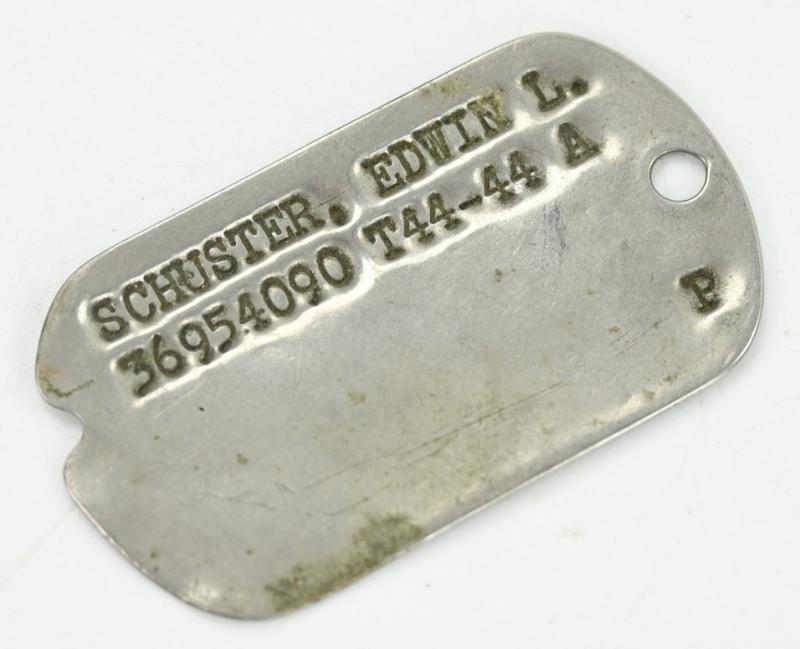 SCHUSTER. EDWIN L.
36954090 T44-44 A
P